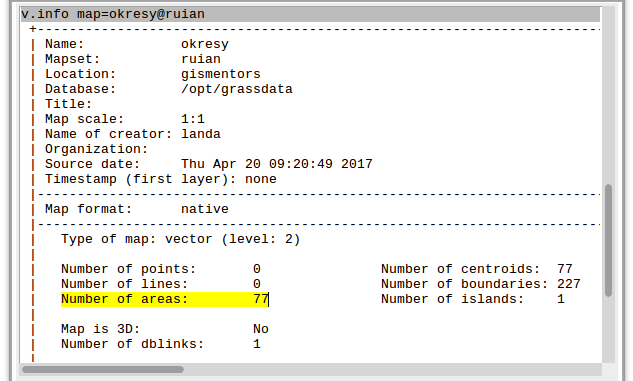 v.info map=okresy@ruian
+--------------------------------------------------------------------------
| Name:            okresy
| Mapset:          ruian
| Location:        gismentors
| Database:        /opt/grassdata
| Title:
| Map scale:       1:1
| Name of creator: landa
| Organization:
| Source date:     Thu Apr 20 09:20:49 2017
| Timestamp (first layer): none
|--------------------------------------------------------------------------
| Map format:      native
|--------------------------------------------------------------------------
|   Type of map: vector (level: 2)
|
|   Number of points:       0               Number of centroids:  77
|   Number of lines:        0               Number of boundaries: 227
|   Number of areas:        77              Number of islands:    1
|
|   Map is 3D:              No
|   Number of dblinks:      1
|